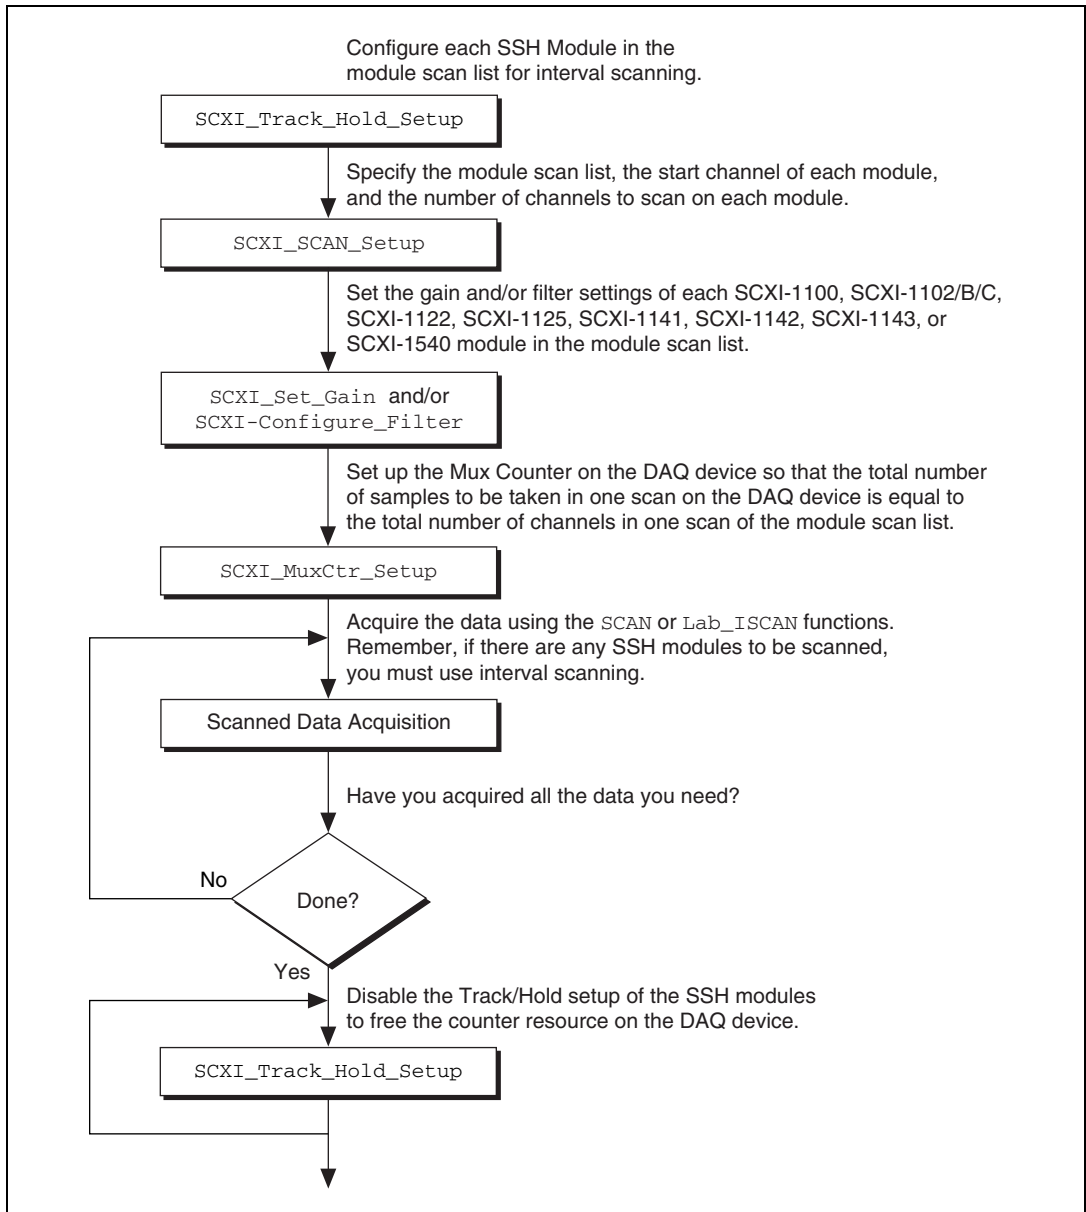 Configure each SSH Module in the
module scan list for interval scanning.
SCXI_Track_Hold_Setup
Specify the module scan list, the start channel of each module,
and the number of channels to scan on each module.
SCXI_SCAN_Setup
Set the gain and/or filter settings of each SCXI-1100, SCXI-1102/B/C,
SCXI-1122, SCXI-1125, SCXI-1141, SCXI-1142, SCXI-1143, or
SCXI-1540 module in the module scan list.
SCXI_Set_Gain and/or
SCXI-Configure_Filter
Set up the Mux Counter on the DAQ device so that the total number
of samples to be taken in one scan on the DAQ device is equal to
the total number of channels in one scan of the module scan list.
SCXI_MuxCtr_Setup
Acquire the data using the SCAN or Lab_ISCAN functions.
Remember, if there are any SSH modules to be scanned,
you must use interval scanning.
Scanned Data Acquisition
Have you acquired all the data you need?
No
Done?
Yes
Disable the Track/Hold setup of the SSH modules
to free the counter resource on the DAQ device.
SCXI_Track_Hold_Setup